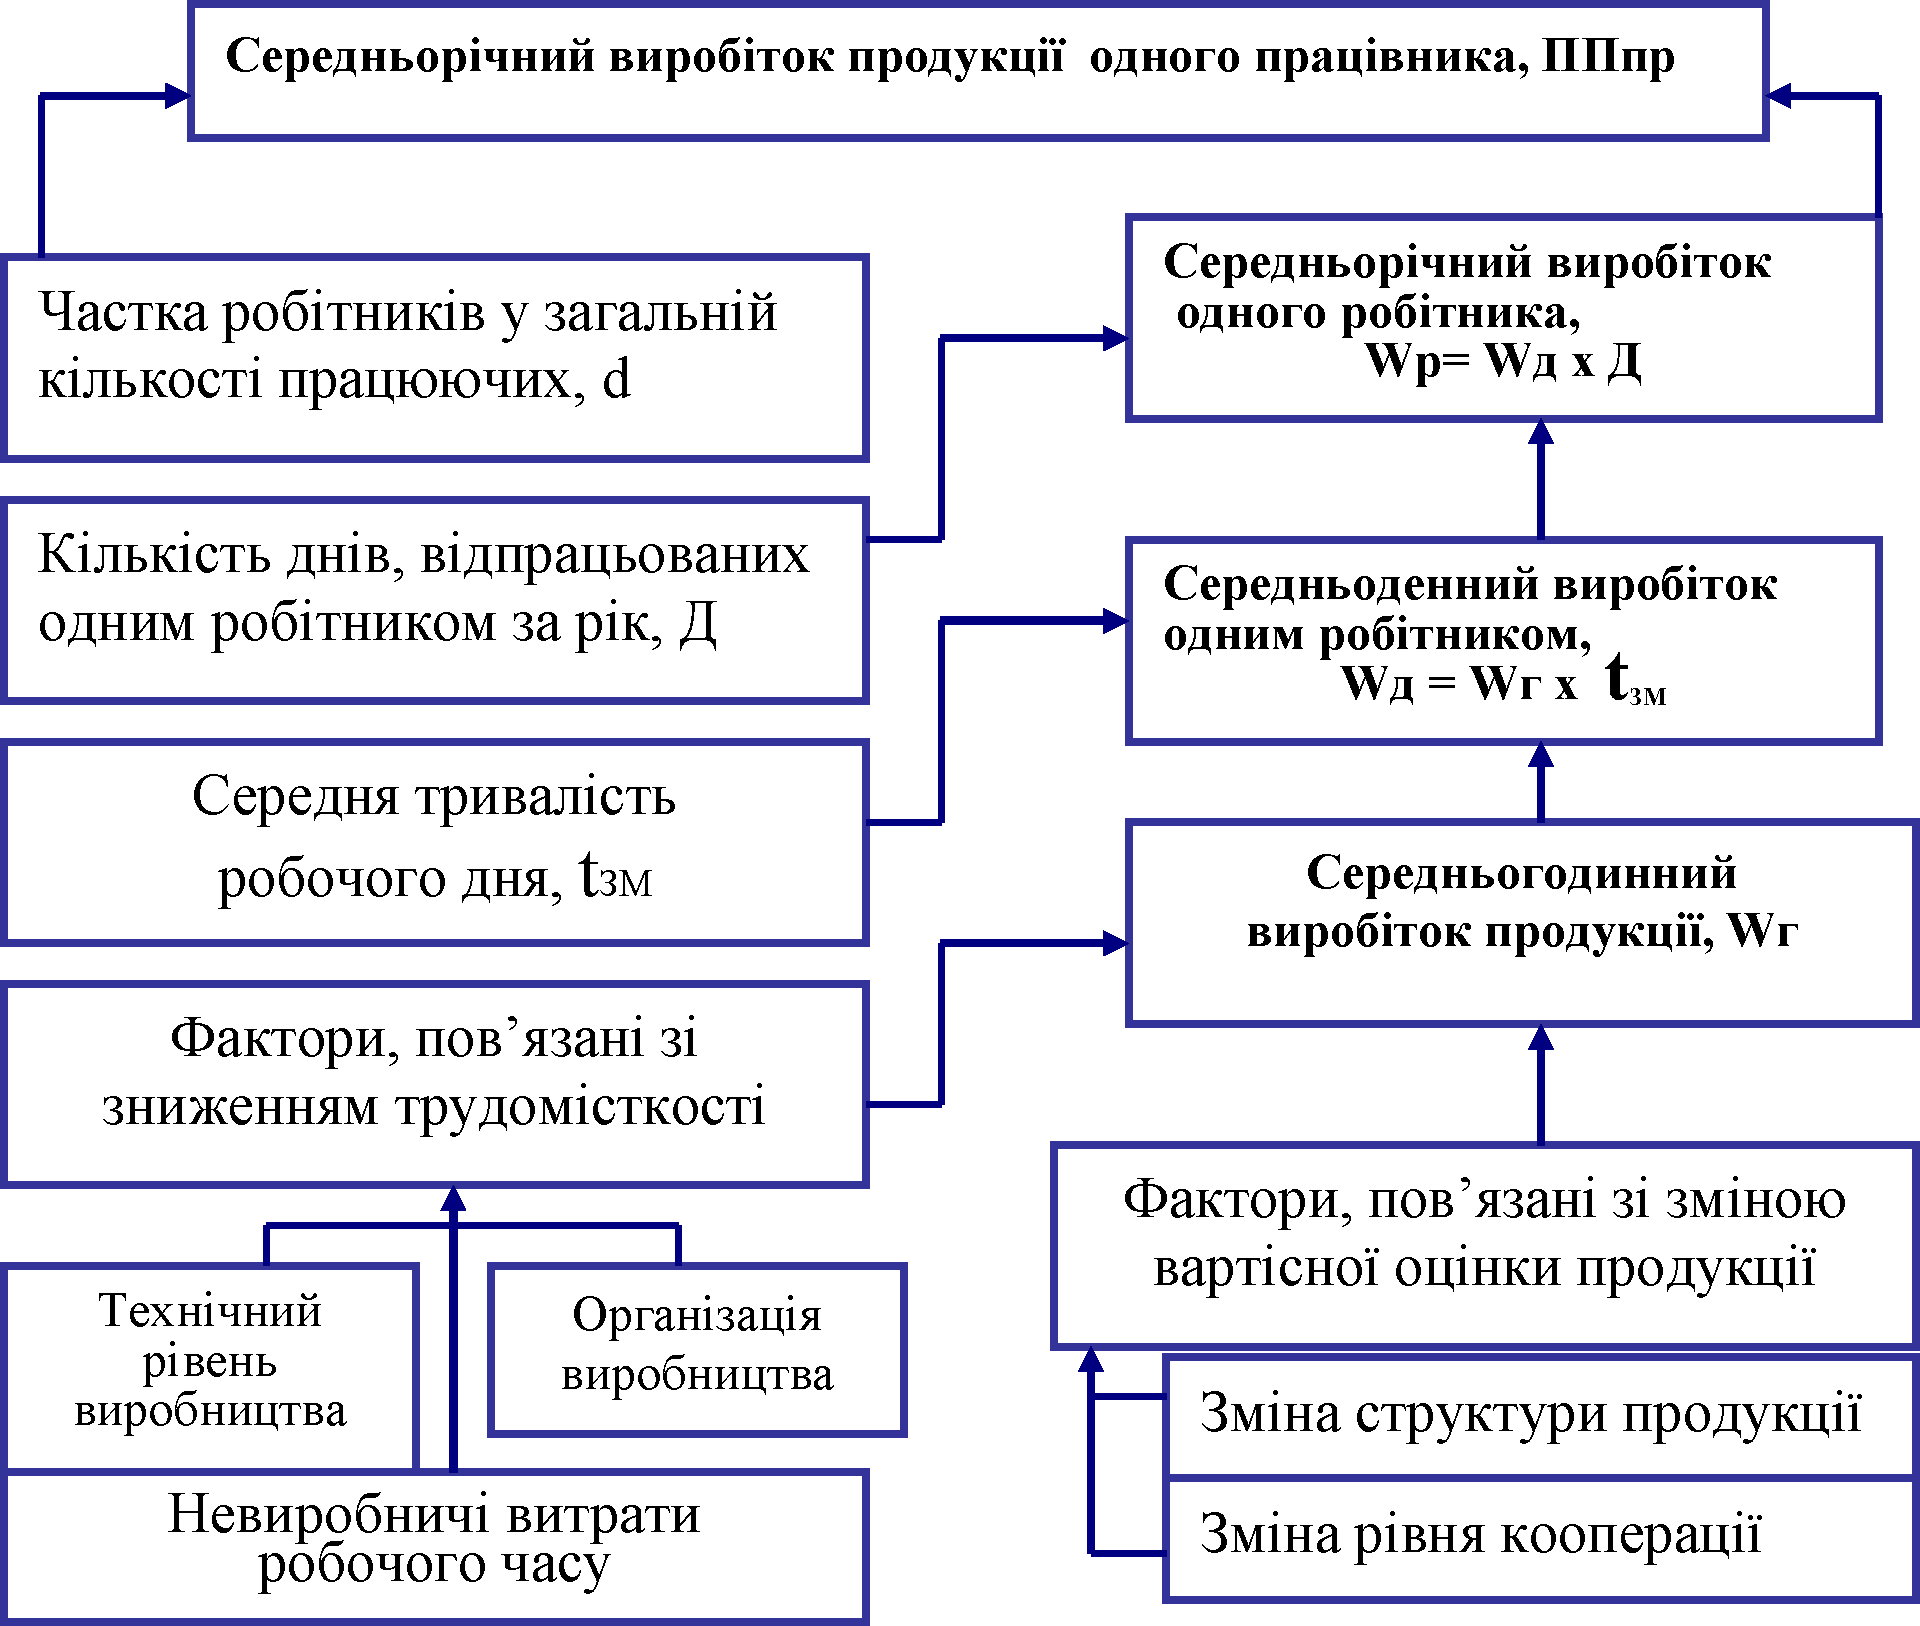 Середньорічний виробіток продукції одного працівника, ППпр
Частка робітників у загальній
кількості працюючих, d
Середньорічний виробіток
одного робітника,
Wр= Wд х Д
Кількість днів, відпрацьованих
одним робітником за рік, Д
Середньоденний виробіток
одним робітником,
Wд = Wг х tзм
Середня тривалість
робочого дня, tзм
Середньогодинний
виробіток продукції, Wг
Фактори, пов’язані зі
зниженням трудомісткості
Фактори, пов’язані зі зміною
вартісної оцінки продукції
Технічний
рівень
виробництва
Організація
виробництва
Зміна структури продукції
Невиробничі витрати
робочого часу
Зміна рівня кооперації